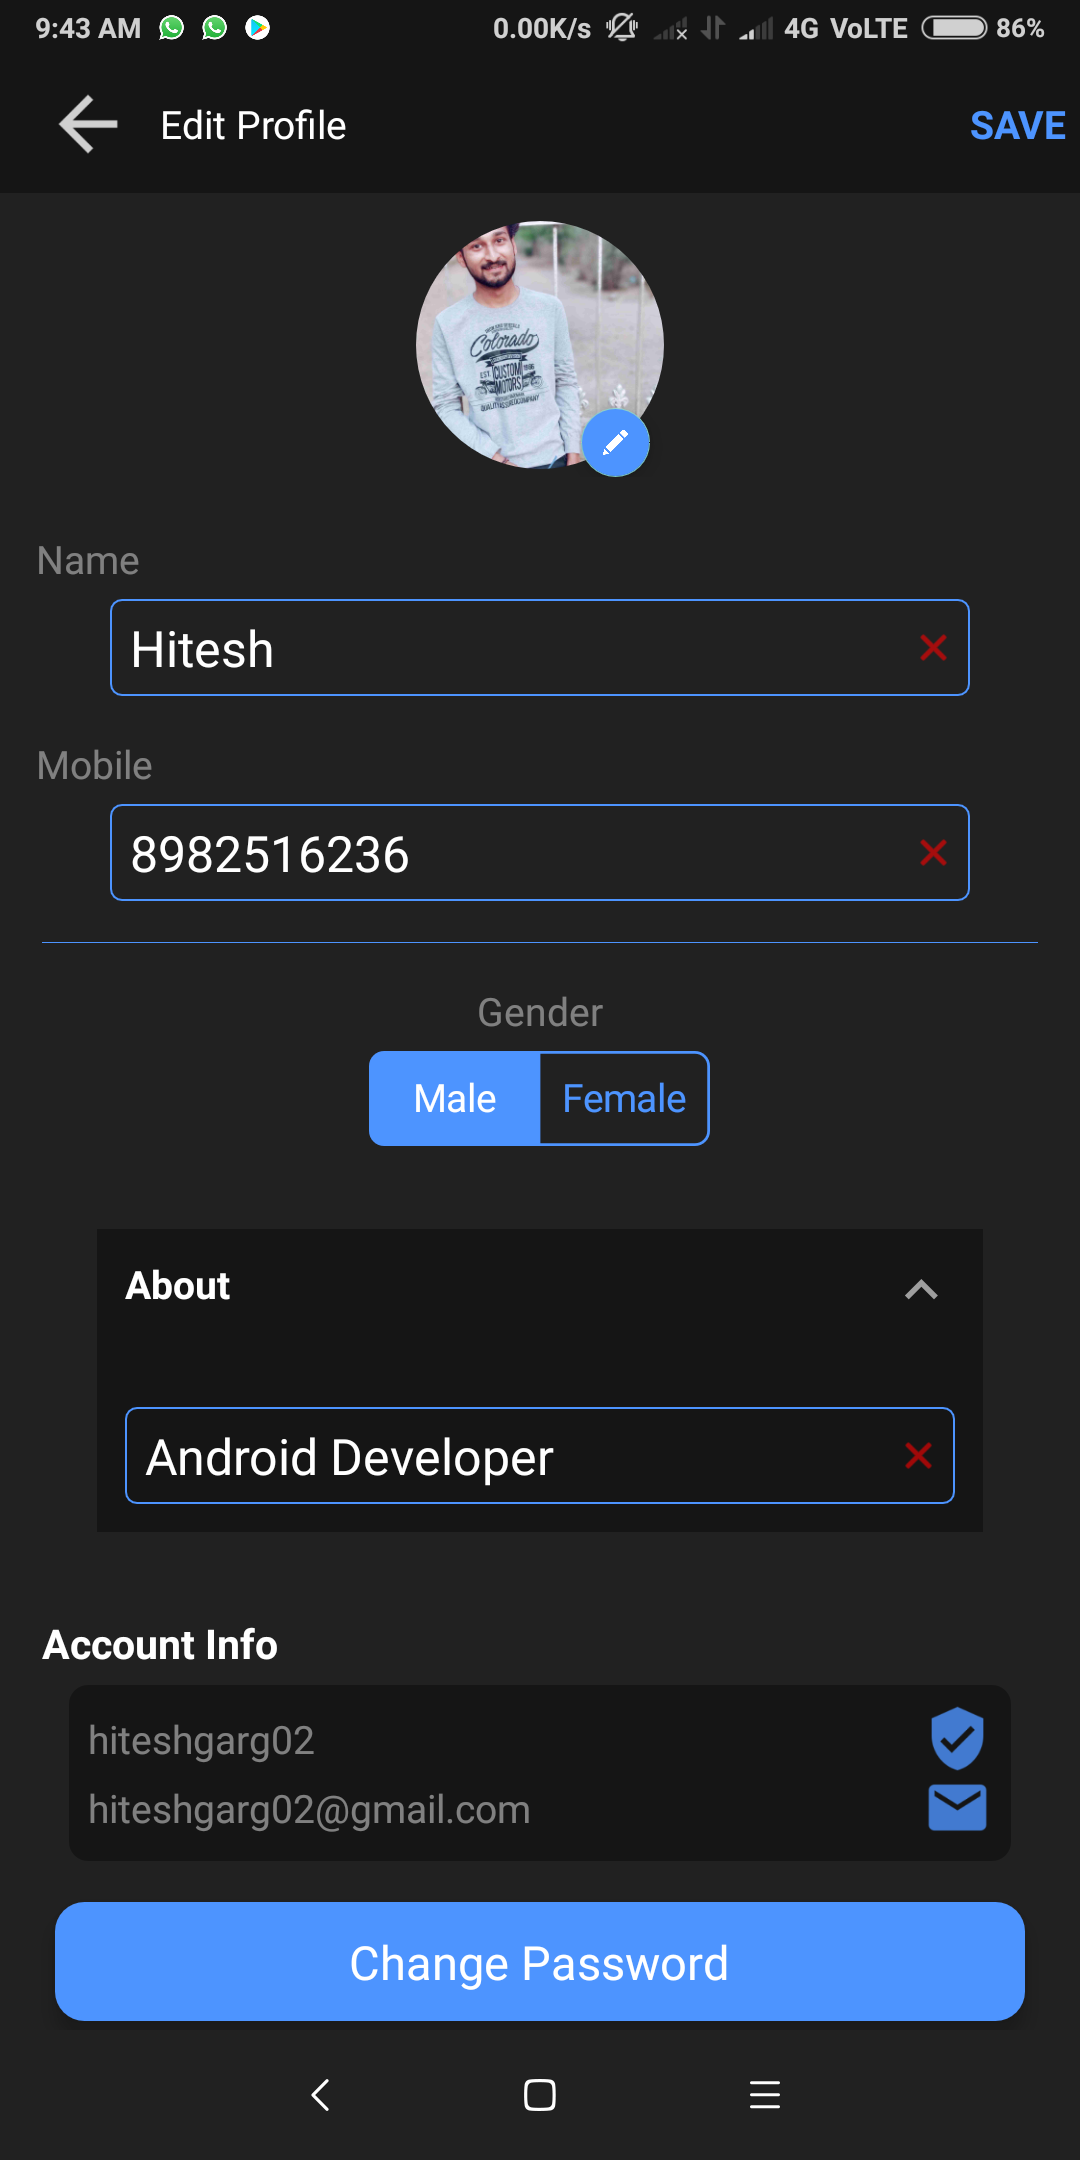 9:43 AM 0.00K/s 4G VoLTE 86%
Edit Profile SAVE
Colorado
EST. CUSTOM
MOTORS
Name
Hitesh
Mobile
8982516236
Gender
Male Female
About
Android Developer
Account Info
hiteshgarg02
hiteshgarg02@gmail.com
Change Password